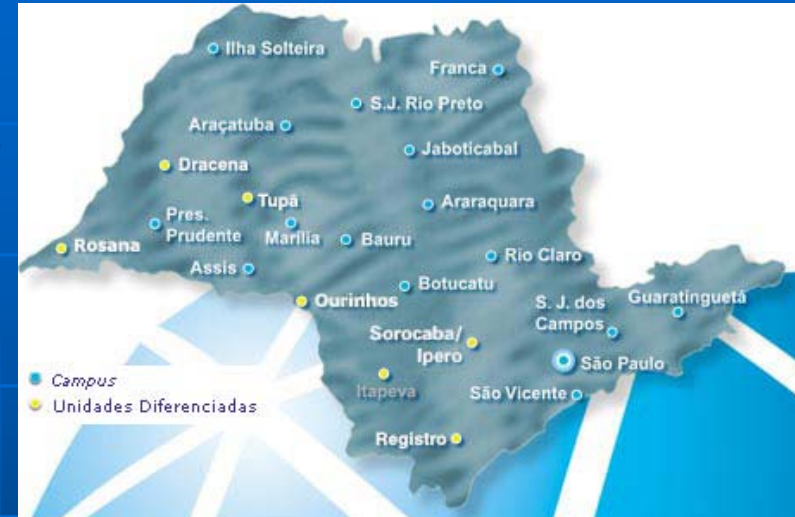 Ilha Solteira
Franca
S.J. Rio Preto
Araçatuba
Jaboticabal
Dracena
Tupã
Araraquara
Pres.
Prudente
Marília
Bauru
Rosana
Rio Claro
Assis
Botucatu
Ourinhos
S. J. dos
Campos
Guaratinguetá
Sorocaba/
Ipero
São Paulo
Campus
Itapeva
São Vicente
Unidades Diferenciadas
Registro